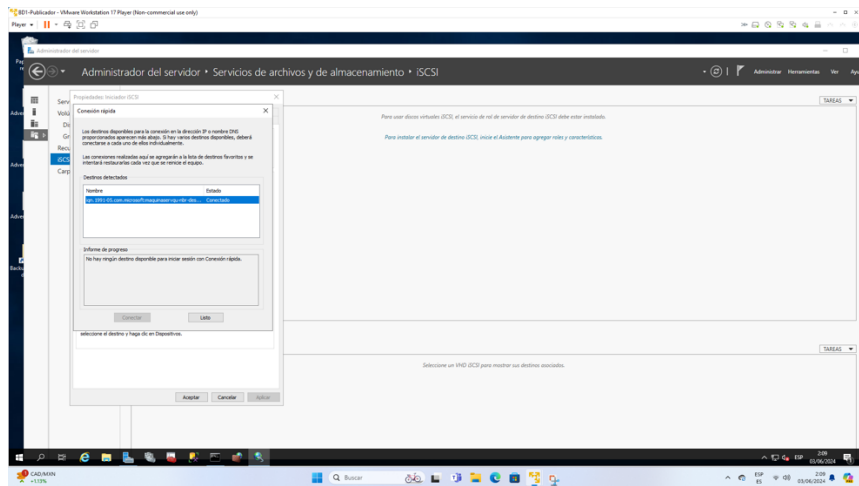 BD1-Publicador - VMware Workstation 17 Player (Non-commercial use only)
Player
Administrador del servidor
Administrador del servidor • Servicios de archivos y de almacenamiento • iSCSI
Administrar Herramientas Ver
Propiedades: Iniciador iSCSI
Conexión rápida
Los destinos disponibles para la conexión en la dirección IP o nombre DNS
proporcionados aparecen más abajo. Si hay varios destinos disponibles, deberá
conectarse a cada uno de ellos individualmente.
Las conexiones realizadas aquí se agregarán a la lista de destinos favoritos y se
intentará restaurarlas cada vez que se reinicie el equipo.
Destinos detectados
Nombre Estado
Conectado
Informe de progreso
No hay ningún destino disponible para iniciar sesión con Conexión rápida.
Conectar Listo
seleccione el destino y haga clic en Dispositivos.
Aceptar Cancelar Aplicar
TAREAS
Para usar discos virtuales iSCSI, el servicio de rol de servidor de destino iSCSI debe estar instalado.
Para instalar el servidor de destino iSCSI, inicie el Asistente para agregar roles y características.
TAREAS
Seleccione un VHD iSCSI para mostrar sus destinos asociados.
ESP
2:09
03/06/2024
CAD/MXN
-1.13%
Buscar
ESP
ES
2:09
03/06/2024